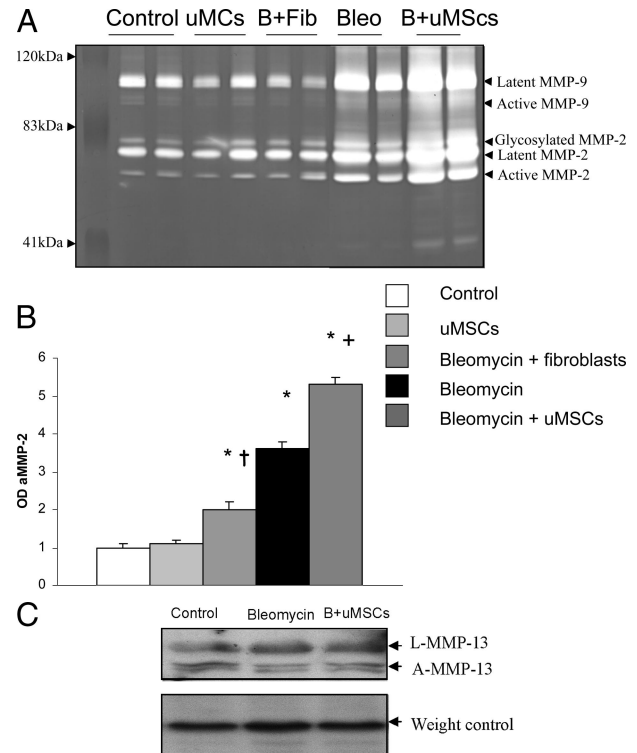 A
Control uMCs B+Fib Bleo B+uMScs
120kDa
Latent MMP-9
Active MMP-9
83kDa
Glycosylated MMP-2
Latent MMP-2
Active MMP-2
41kDa
B
Control
uMSCs
Bleomycin + fibroblasts
Bleomycin
Bleomycin + uMSCs
OD aMMP-2
6
5
4
3
2
1
0
* †
*
* +
C
Control Bleomycin B+uMSCs
L-MMP-13
A-MMP-13
Weight control